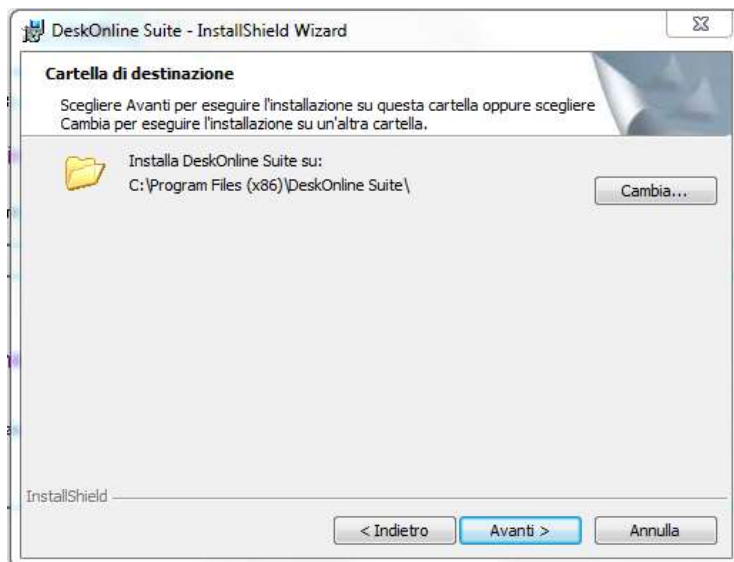 DeskOnline Suite - InstallShield Wizard
Cartella di destinazione
Scegliere Avanti per eseguire l'installazione su questa cartella oppure scegliere
Cambia per eseguire l'installazione su un'altra cartella.
Installa DeskOnline Suite su:
C:\Program Files (x86)\DeskOnline Suite\
Cambia...
InstallShield
< Indietro
Avanti >
Annulla